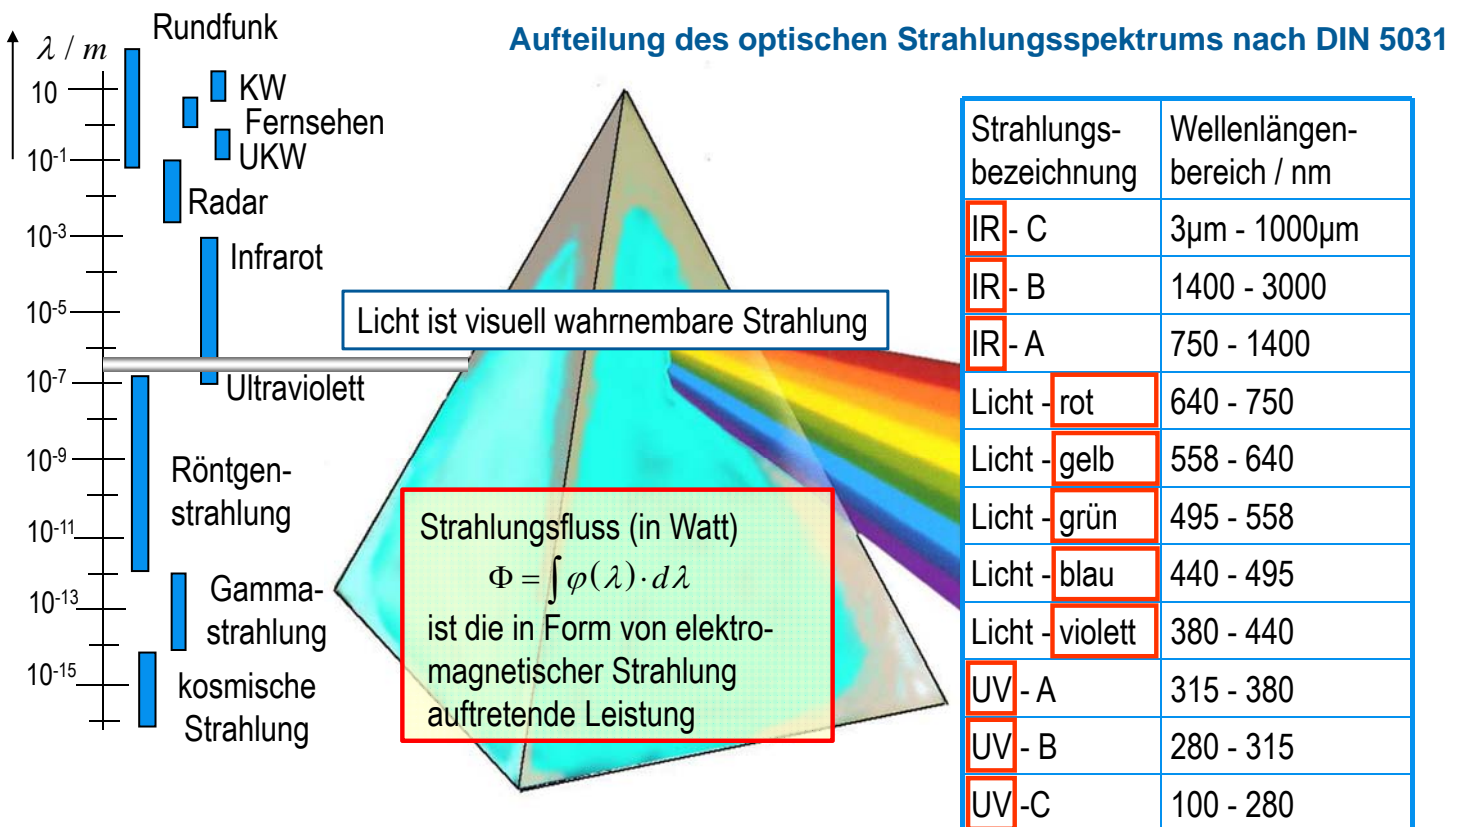 Aufteilung des optischen Strahlungsspektrums nach DIN 5031
λ / m
10
10⁻¹
10⁻³
10⁻⁵
10⁻⁷
10⁻⁹
10⁻¹¹
10⁻¹³
10⁻¹⁵
Rundfunk
KW
Fernsehen
UKW
Radar
Infrarot
Ultraviolett
Röntgen-
strahlung
Gamma-
strahlung
kosmische
Strahlung
Licht ist visuell wahrnembare Strahlung
Strahlungsfluss (in Watt)
Φ = ∫ φ(λ) · dλ
ist die in Form von elektro-
magnetischer Strahlung
auftretende Leistung
Strahlungs- Wellenlängen-
bezeichnung bereich / nm
IR - C 3µm - 1000µm
IR - B 1400 - 3000
IR - A 750 - 1400
Licht - rot 640 - 750
Licht - gelb 558 - 640
Licht - grün 495 - 558
Licht - blau 440 - 495
Licht - violett 380 - 440
UV - A 315 - 380
UV - B 280 - 315
UV -C 100 - 280